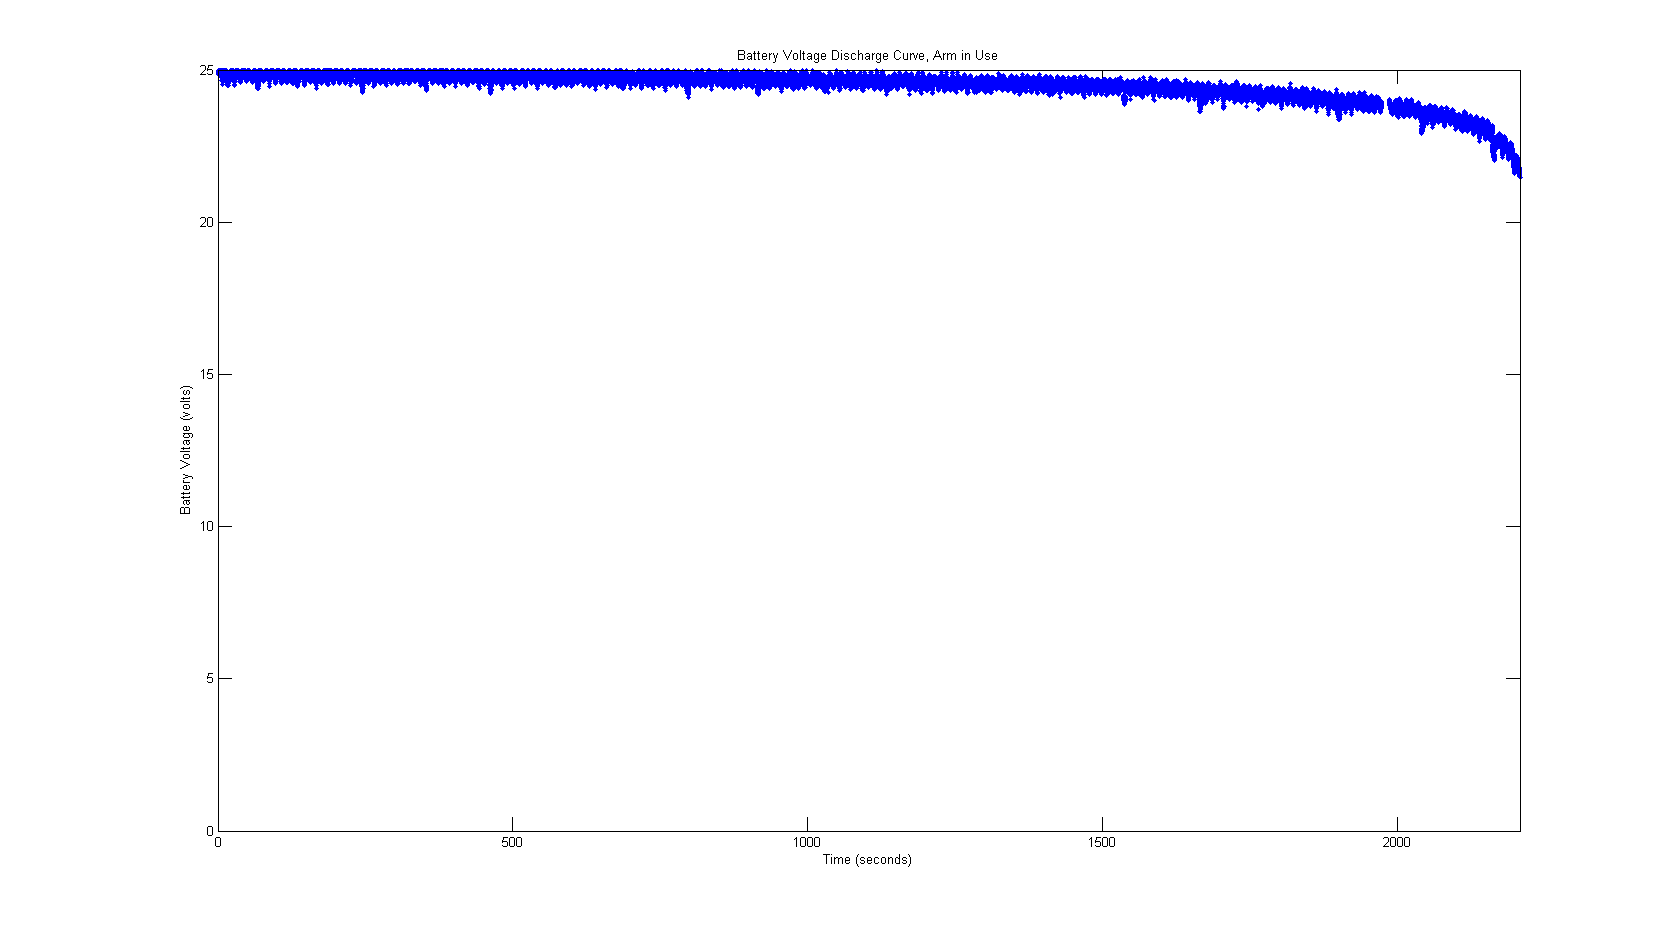 Battery Voltage Discharge Curve, Arm in Use
25
20
15
10
5
0
Battery Voltage (volts)
0 500 1000 1500 2000
Time (seconds)